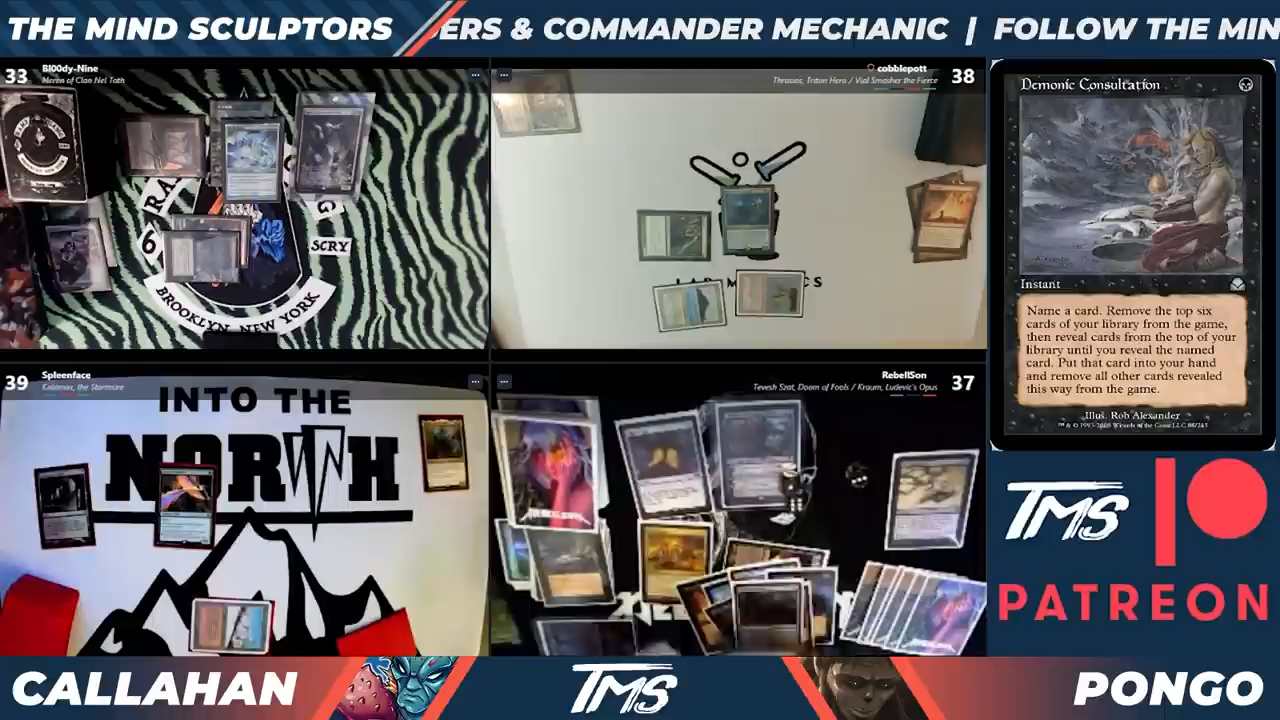 THE MIND SCULPTORS
ERS & COMMANDER MECHANIC | FOLLOW THE MIN
33
Bl00dy-Nine
Meren of Clan Nel Toth
cobblepott
38
Thrasios, Triton Hero / Vial Smasher the Fierce
SCRY
BROOKLYN, NEW YORK
39
Spleenface
Kalamax, the Stormsire
INTO THE
NORTH
RebellSon
37
Tevesh Szat, Doom of Fools / Kraum, Ludevic's Opus
Demonic Consultation
Instant
Name a card. Remove the top six
cards of your library from the game,
then reveal cards from the top of your
library until you reveal the named
card. Put that card into your hand
and remove all other cards revealed
this way from the game.
Illus. Rob Alexander
TMS
PATREON
CALLAHAN
TMS
PONGO